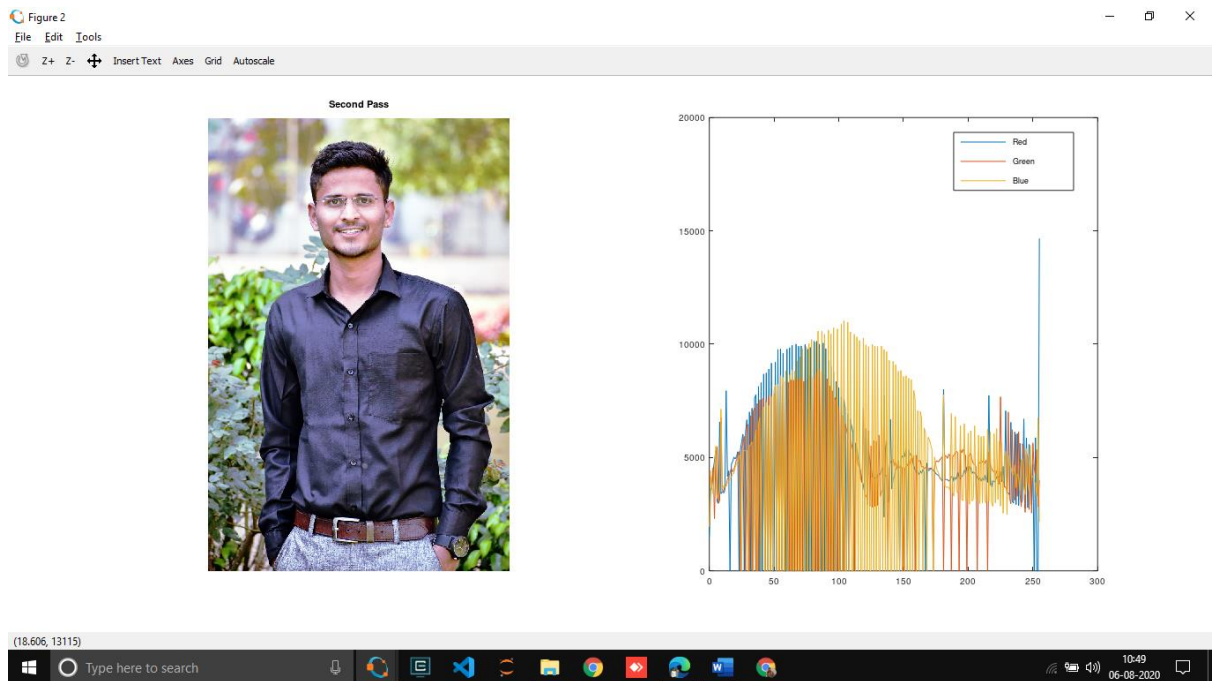 Figure 2
File Edit Tools
Z+ Z- Insert Text Axes Grid Autoscale
Second Pass
20000
15000
10000
5000
0
0 50 100 150 200 250 300
Red
Green
Blue
(18.606, 13115)
Type here to search
10:49
06-08-2020